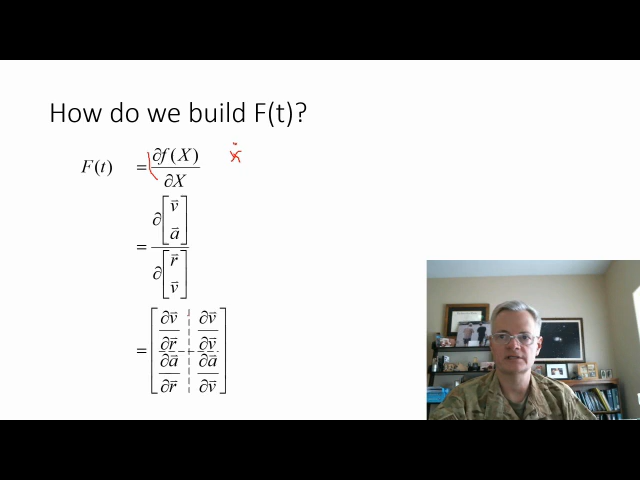 How do we build F(t)?
F(t) = ∂f(X) / ∂X ẋ
= ∂[v⃗ a⃗] / ∂[r⃗ v⃗]
= [∂v⃗/∂r⃗ ∂v⃗/∂v⃗
∂a⃗/∂r⃗ ∂a⃗/∂v⃗]